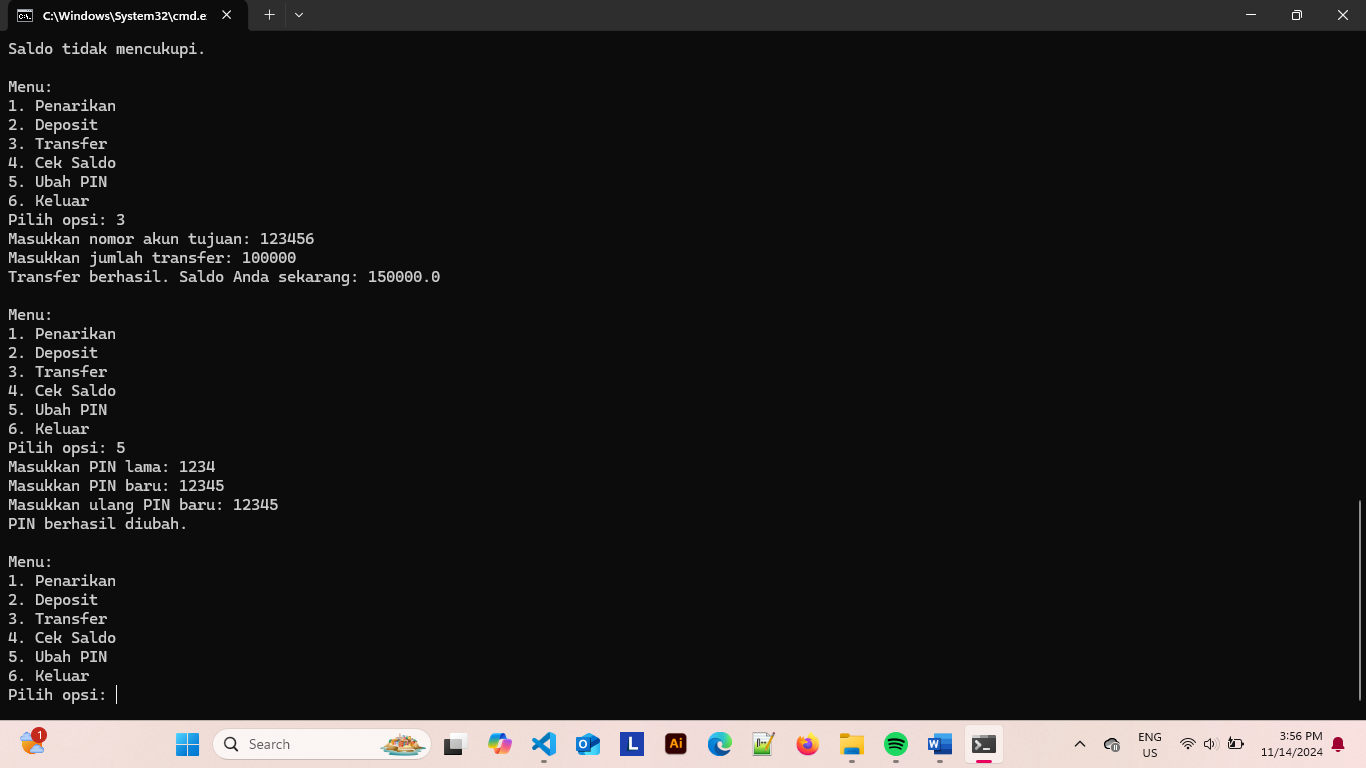 C:\Windows\System32\cmd.e
Saldo tidak mencukupi.
Menu:
1. Penarikan
2. Deposit
3. Transfer
4. Cek Saldo
5. Ubah PIN
6. Keluar
Pilih opsi: 3
Masukkan nomor akun tujuan: 123456
Masukkan jumlah transfer: 100000
Transfer berhasil. Saldo Anda sekarang: 150000.0
Menu:
1. Penarikan
2. Deposit
3. Transfer
4. Cek Saldo
5. Ubah PIN
6. Keluar
Pilih opsi: 5
Masukkan PIN lama: 1234
Masukkan PIN baru: 12345
Masukkan ulang PIN baru: 12345
PIN berhasil diubah.
Menu:
1. Penarikan
2. Deposit
3. Transfer
4. Cek Saldo
5. Ubah PIN
6. Keluar
Pilih opsi:
1
Search
L
Ai
ENG
US
3:56 PM
11/14/2024